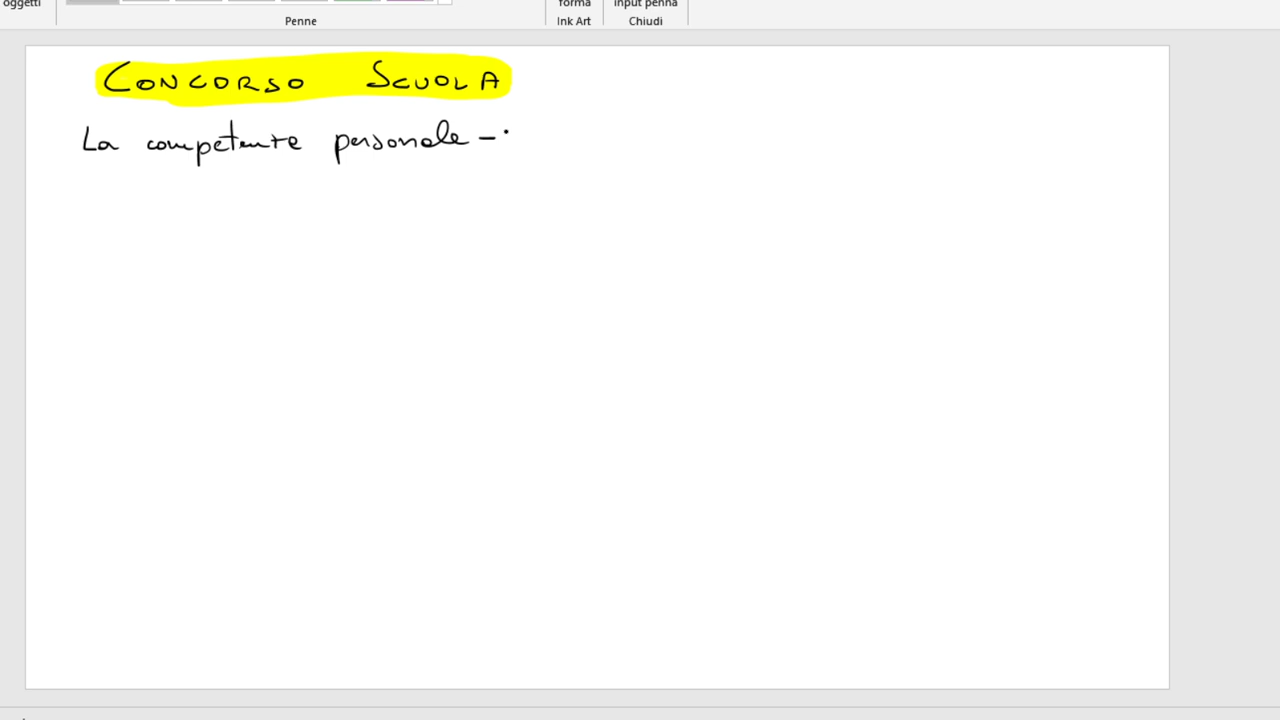 oggetti
forma
input penna
Penne
Ink Art
Chiudi
CONCORSO SCUOLA
La competenze personale -